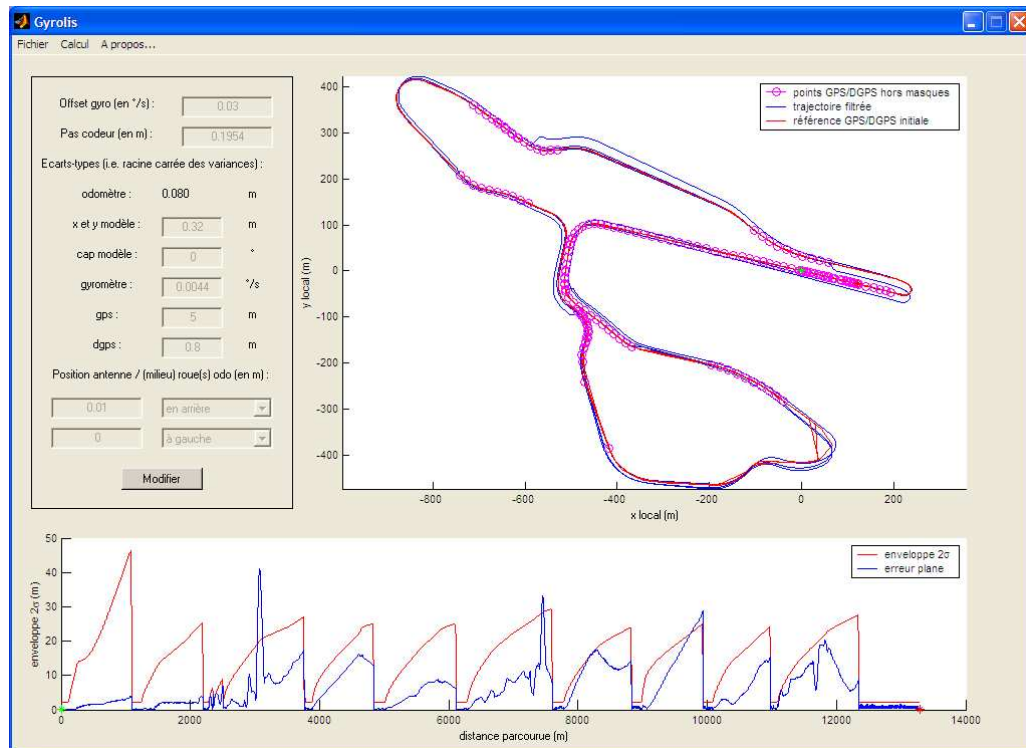 Gyrolis
Fichier Calcul A propos...
Offset gyro (en °/s) : 0.03
Pas codeur (en m) : 0.1954
Ecarts-types (i.e. racine carrée des variances) :
odomètre : 0.080 m
x et y modèle : 0.32 m
cap modèle : 0 °
gyromètre : 0.0044 °/s
gps : 5 m
dgps : 0.8 m
Position antenne / (milieu) roue(s) odo (en m) :
0.01 en arrière
0 à gauche
Modifier
points GPS/DGPS hors masques
trajectoire filtrée
référence GPS/DGPS initiale
400
300
200
100
0
-100
-200
-300
-400
y local (m)
-800 -600 -400 -200 0 200
x local (m)
enveloppe 2σ
erreur plane
50
40
30
20
10
0
enveloppe 2σ (m)
0 2000 4000 6000 8000 10000 12000 14000
distance parcourue (m)